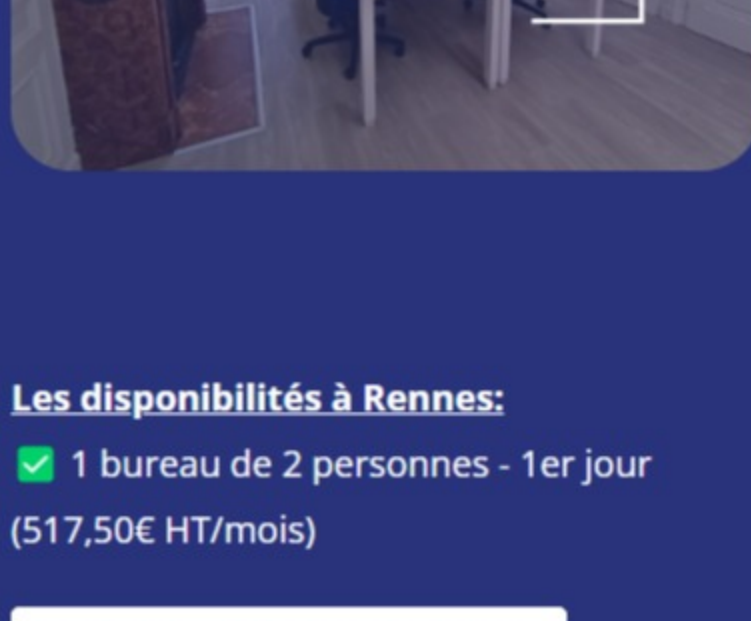 Les disponibilités à Rennes:
✅ 1 bureau de 2 personnes - 1er jour
(517,50€ HT/mois)